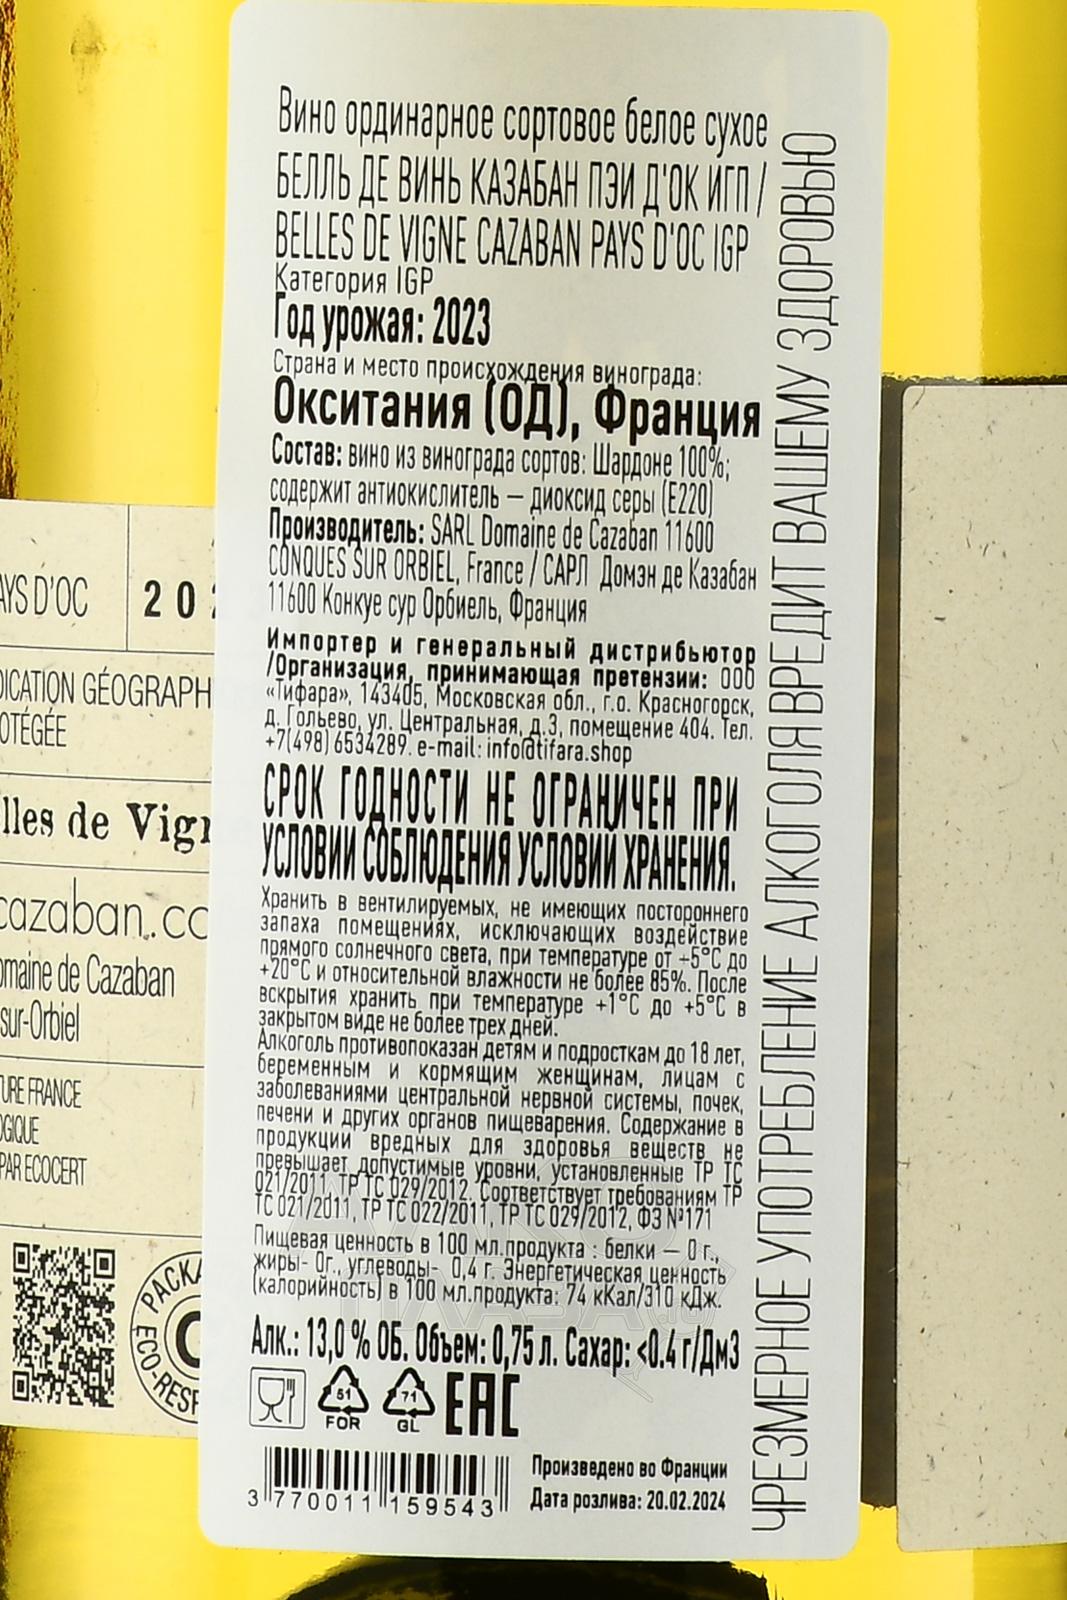 Вино ординарное сортовое белое сухое
БЕЛЛЬ ДЕ ВИНЬ КАЗАБАН ПЭИ Д'ОК ИГП /
BELLES DE VIGNE CAZABAN PAYS D'OC IGP
Категория IGP
Год урожая: 2023
Страна и место происхождения винограда:
Окситания (ОД), Франция
Состав: вино из винограда сортов: Шардоне 100%;
содержит антиокислитель — диоксид серы (Е220)
Производитель: SARL Domaine de Cazaban 11600
CONQUES SUR ORBIEL, France / САРЛ Домэн де Казабан
11600 Конкуе сур Орбиель, Франция
Импортер и генеральный дистрибьютор
/Организация, принимающая претензии: ООО
«Тифара», 143405, Московская обл., г.о. Красногорск,
д. Гольево, ул. Центральная, д.3, помещение 404. Тел.
+7(498) 6534289. e-mail: info@tifara.shop
СРОК ГОДНОСТИ НЕ ОГРАНИЧЕН ПРИ
УСЛОВИИ СОБЛЮДЕНИЯ УСЛОВИЙ ХРАНЕНИЯ.
Хранить в вентилируемых, не имеющих постороннего
запаха помещениях, исключающих воздействие
прямого солнечного света, при температуре от -5°С до
+20°С и относительной влажности не более 85%. После
вскрытия хранить при температуре +1°С до +5°С в
закрытом виде не более трех дней.
Алкоголь противопоказан детям и подросткам до 18 лет,
беременным и кормящим женщинам, лицам с
заболеваниями центральной нервной системы, почек,
печени и других органов пищеварения. Содержание в
продукции вредных для здоровья веществ не
превышает допустимые уровни, установленные ТР ТС
021/2011, ТР ТС 029/2012. Соответствует требованиям ТР
ТС 021/2011, ТР ТС 022/2011, ТР ТС 029/2012, ФЗ №171
Пищевая ценность в 100 мл.продукта : белки — 0 г.,
жиры- 0г., углеводы- 0,4 г. Энергетическая ценность
(калорийность) в 100 мл.продукта: 74 кКал/310 кДж.
Алк.: 13,0 % ОБ. Объем: 0,75 л. Сахар: <0.4 г/Дм3
51
FOR
71
GL
EAC
3 770011 159543
Произведено во Франции
Дата розлива: 20.02.2024
ЧРЕЗМЕРНОЕ УПОТРЕБЛЕНИЕ АЛКОГОЛЯ ВРЕДИТ ВАШЕМУ ЗДОРОВЬЮ
AYS D'OC
20
DICATION GÉOGRAPH
OTÉGÉE
lles de Vign
cazaban.co
omaine de Cazaban
sur-Orbiel
TURE FRANCE
OGIQUE
PAR ECOCERT
PACKA
ECO-RESP